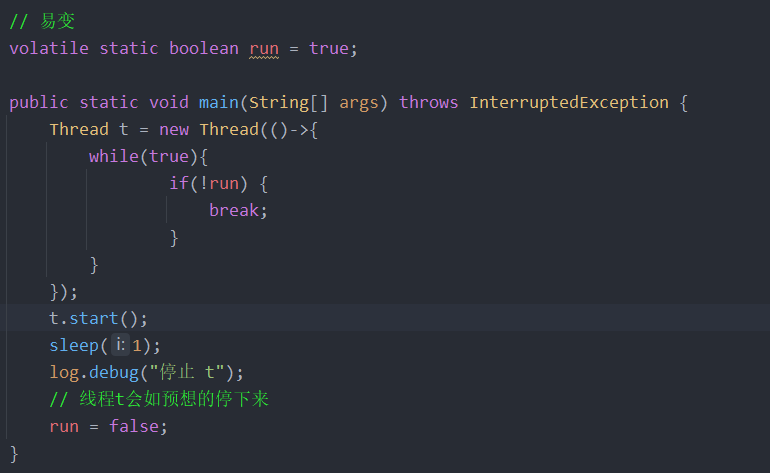 // 易变
volatile static boolean run = true;
public static void main(String[] args) throws InterruptedException {
Thread t = new Thread(()->{
while(true){
if(!run) {
break;
}
}
});
t.start();
sleep(i: 1);
log.debug("停止 t");
// 线程t会如预想的停下来
run = false;
}